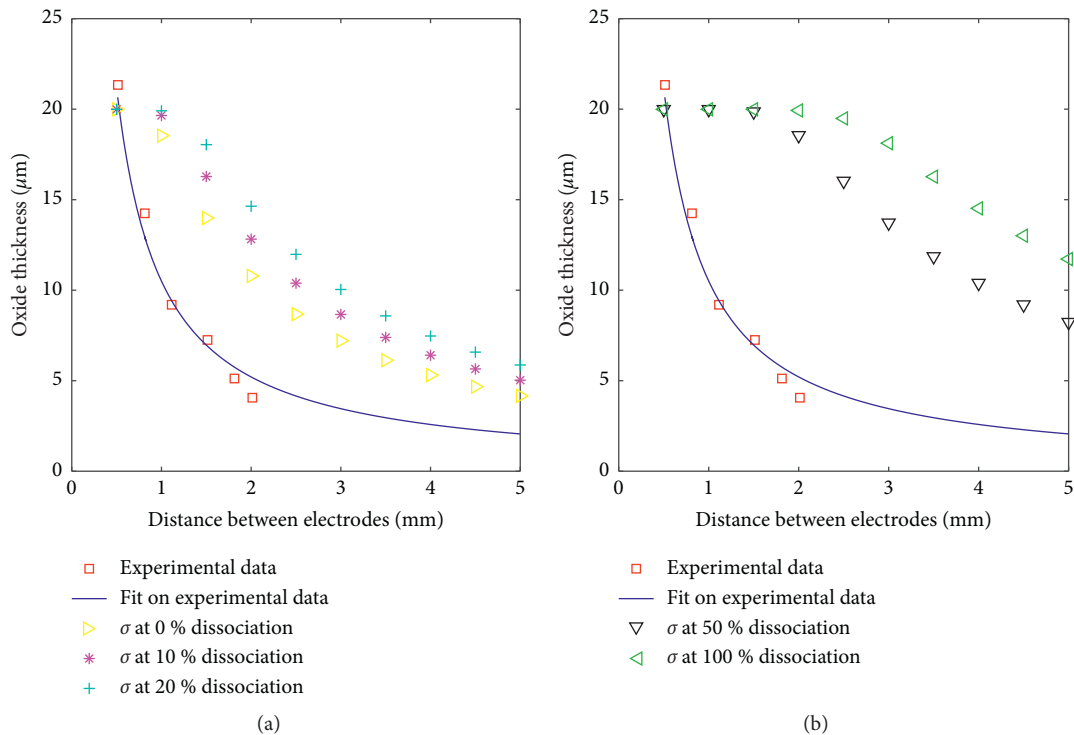 25
20
15
10
5
0
Oxide thickness (μm)
0 1 2 3 4 5
Distance between electrodes (mm)
Experimental data
Fit on experimental data
σ at 0 % dissociation
σ at 10 % dissociation
σ at 20 % dissociation
(a)
25
20
15
10
5
0
Oxide thickness (μm)
0 1 2 3 4 5
Distance between electrodes (mm)
Experimental data
Fit on experimental data
σ at 50 % dissociation
σ at 100 % dissociation
(b)